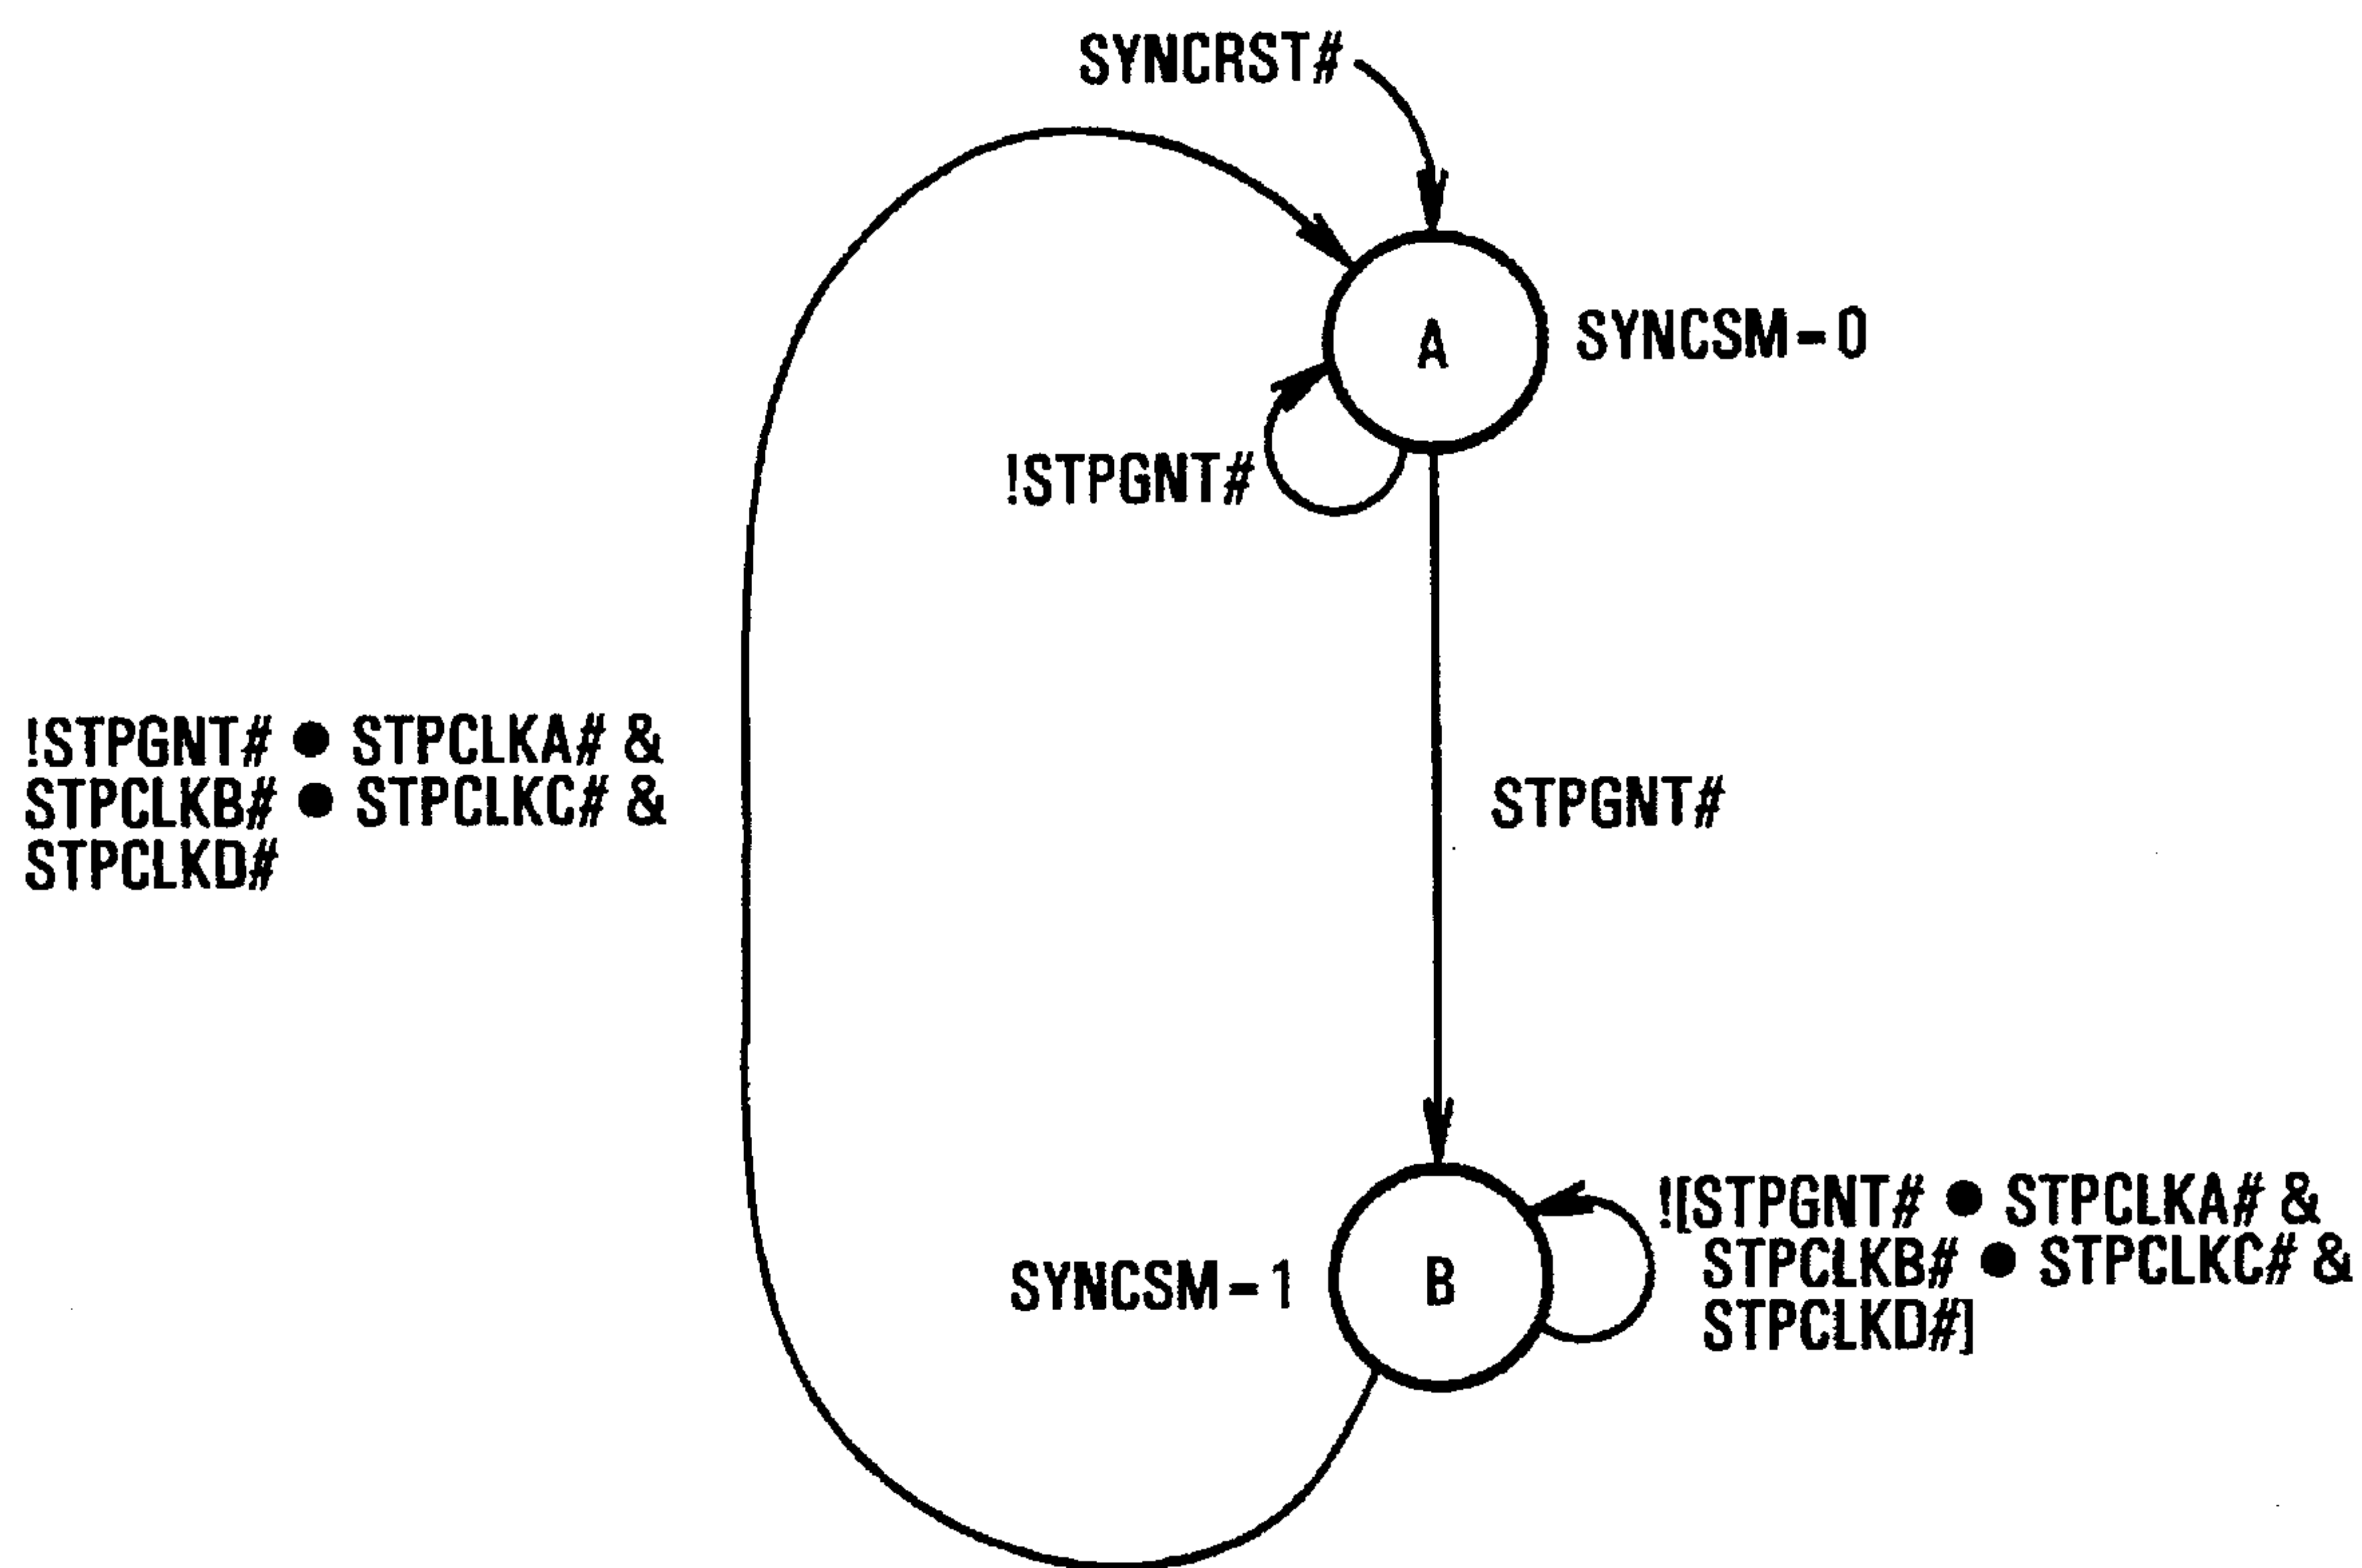 SYNCRST#
A
SYNCSM=0
!STPGNT#
!STPGNT# ● STPCLKA# &
STPCLKB# ● STPCLKC# &
STPCLKD#
STPGNT#
![STPGNT# ● STPCLKA# &
STPCLKB# ● STPCLKC# &
STPCLKD#]
SYNCSM=1
B